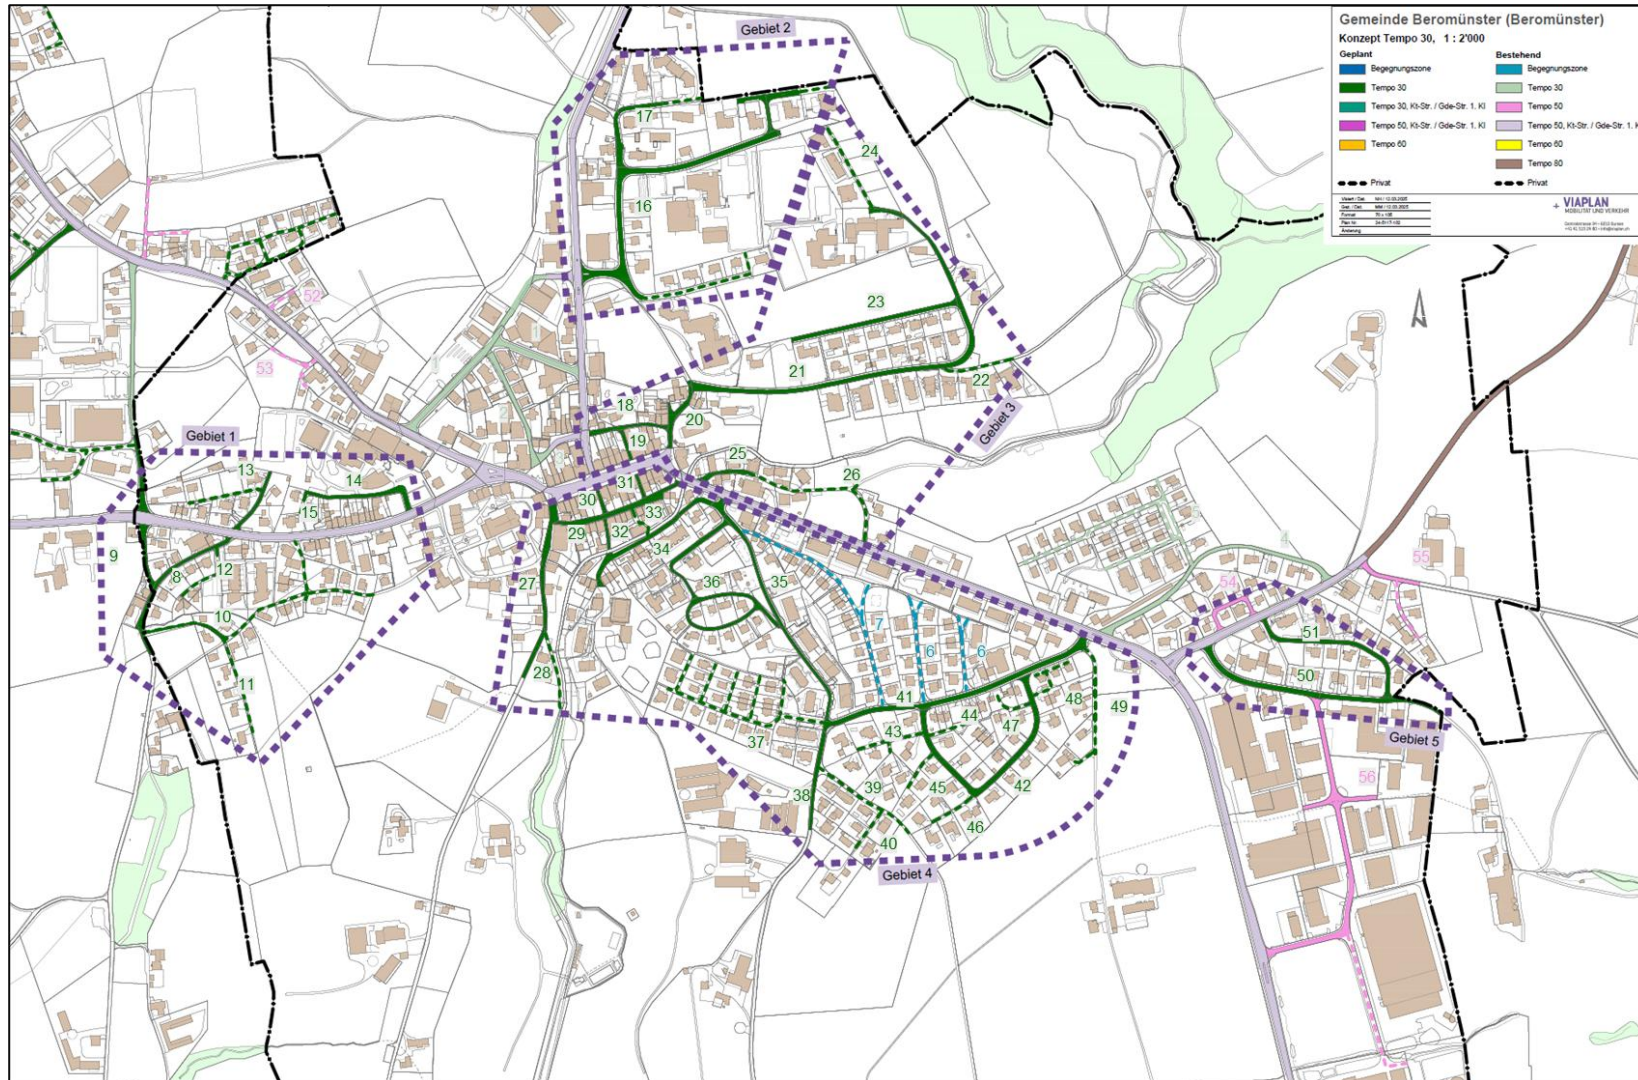 Gemeinde Beromünster (Beromünster)
Konzept Tempo 30, 1 : 2'000
Geplant
Begegnungszone
Tempo 30
Tempo 30, Kt-Str. / Gde-Str. 1. Kl
Tempo 50, Kt-Str. / Gde-Str. 1. Kl
Tempo 60
Privat
Bestehend
Begegnungszone
Tempo 30
Tempo 50
Tempo 50, Kt-Str. / Gde-Str. 1. K
Tempo 60
Tempo 80
Privat
VIAPLAN
MOBILITÄT UND VERKEHR
Gebiet 2
17
24
16
52
53
1
1
2
23
21
22
18
19
20
Gebiet 3
Gebiet 1
13
14
15
9
8
12
10
11
25
26
31
30
29
33
32
34
27
28
35
36
37
38
7
6
6
41
43
44
47
48
49
39
45
42
46
40
Gebiet 4
5
4
54
55
51
50
Gebiet 5
56